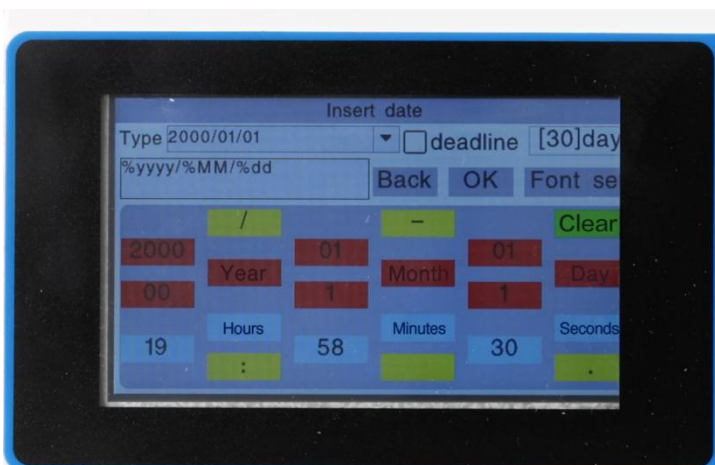 Insert date
Type 2000/01/01 deadline [30]day
%yyyy/%MM/%dd
Back OK Font se
/ - Clear
2000 01 01
Year Month Day
00 1 1
Hours Minutes Seconds
19 58 30
: .